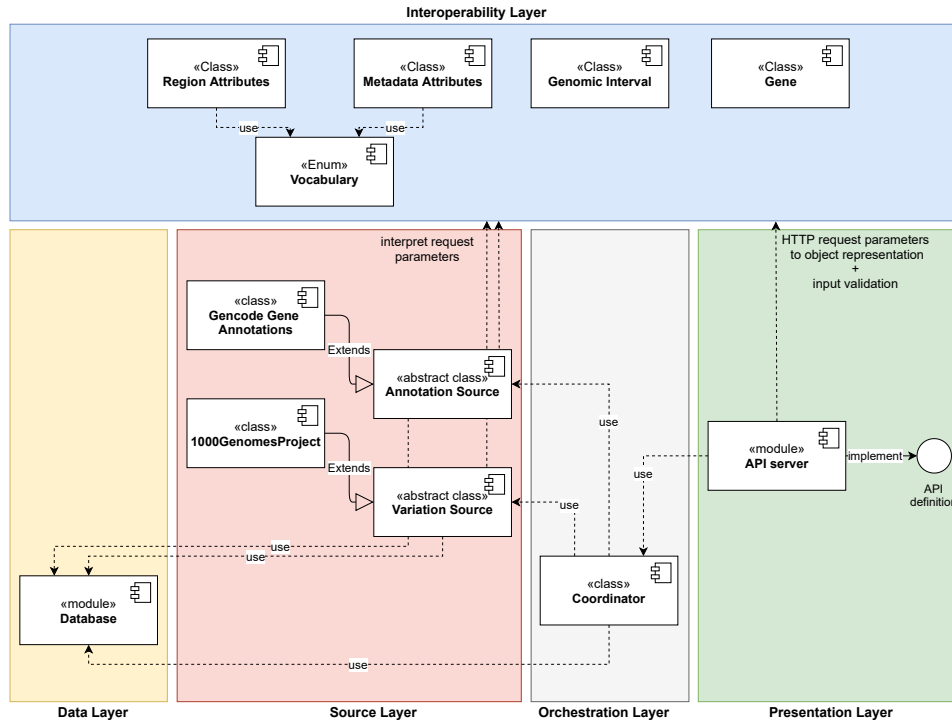 Interoperability Layer
«Class»
Region Attributes
«Class»
Metadata Attributes
«Class»
Genomic Interval
«Class»
Gene
use
use
«Enum»
Vocabulary
interpret request
parameters
HTTP request parameters
to object representation
+
input validation
«class»
Gencode Gene
Annotations
Extends
«abstract class»
Annotation Source
«class»
1000GenomesProject
Extends
«abstract class»
Variation Source
use
use
use
«module»
API server
implement
API
definition
use
use
«class»
Coordinator
«module»
Database
use
Data Layer
Source Layer
Orchestration Layer
Presentation Layer